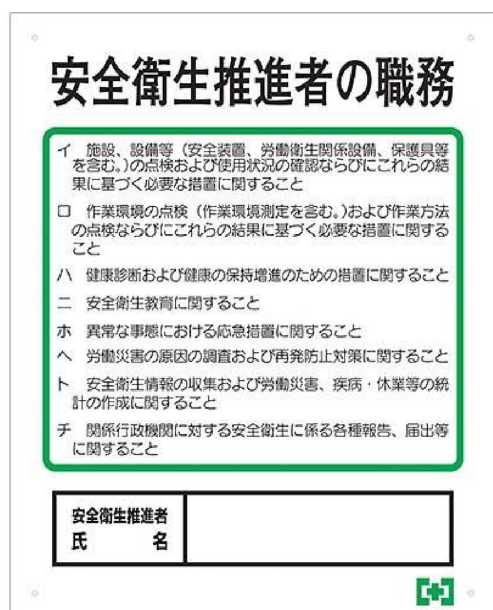 安全衛生推進者の職務
イ 施設、設備等（安全装置、労働衛生関係設備、保護具等
を含む。）の点検および使用状況の確認ならびにこれらの結
果に基づく必要な措置に関すること
ロ 作業環境の点検（作業環境測定を含む。）および作業方法
の点検ならびにこれらの結果に基づく必要な措置に関する
こと
ハ 健康診断および健康の保持増進のための措置に関すること
ニ 安全衛生教育に関すること
ホ 異常な事態における応急措置に関すること
ヘ 労働災害の原因の調査および再発防止対策に関すること
ト 安全衛生情報の収集および労働災害、疾病・休業等の統
計の作成に関すること
チ 関係行政機関に対する安全衛生に係る各種報告、届出等
に関すること
安全衛生推進者
氏名